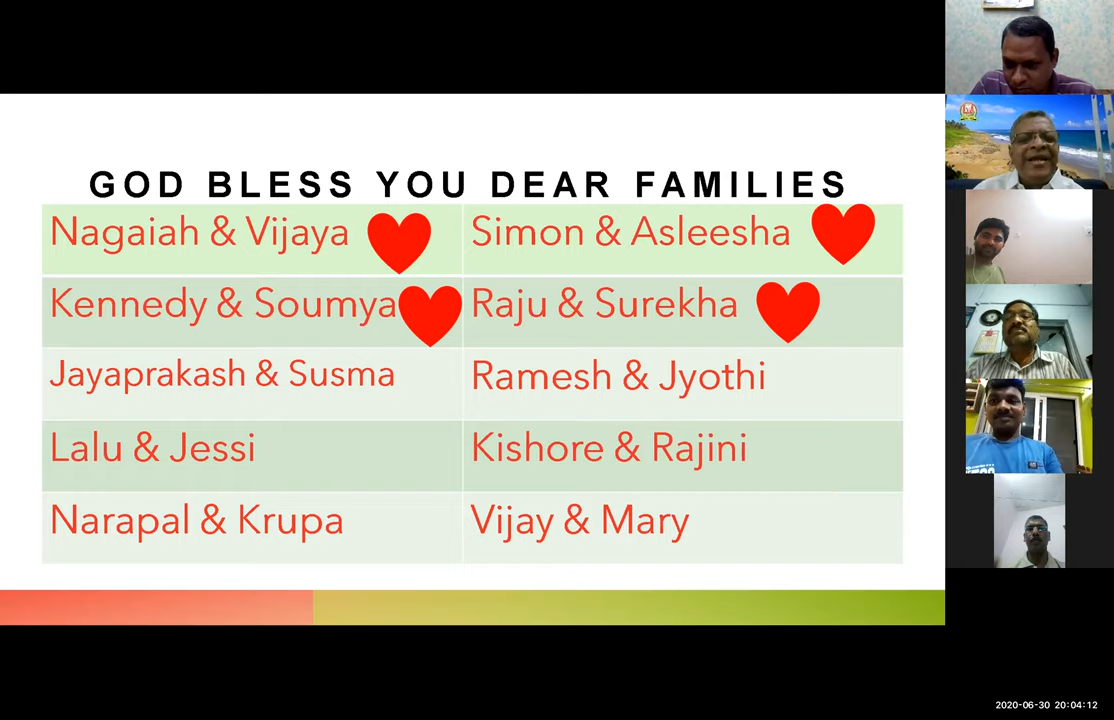 GOD BLESS YOU DEAR FAMILIES
Nagaiah & Vijaya
Simon & Asleesha
Kennedy & Soumya
Raju & Surekha
Jayaprakash & Susma
Ramesh & Jyothi
Lalu & Jessi
Kishore & Rajini
Narapal & Krupa
Vijay & Mary
2020-06-30 20:04:12